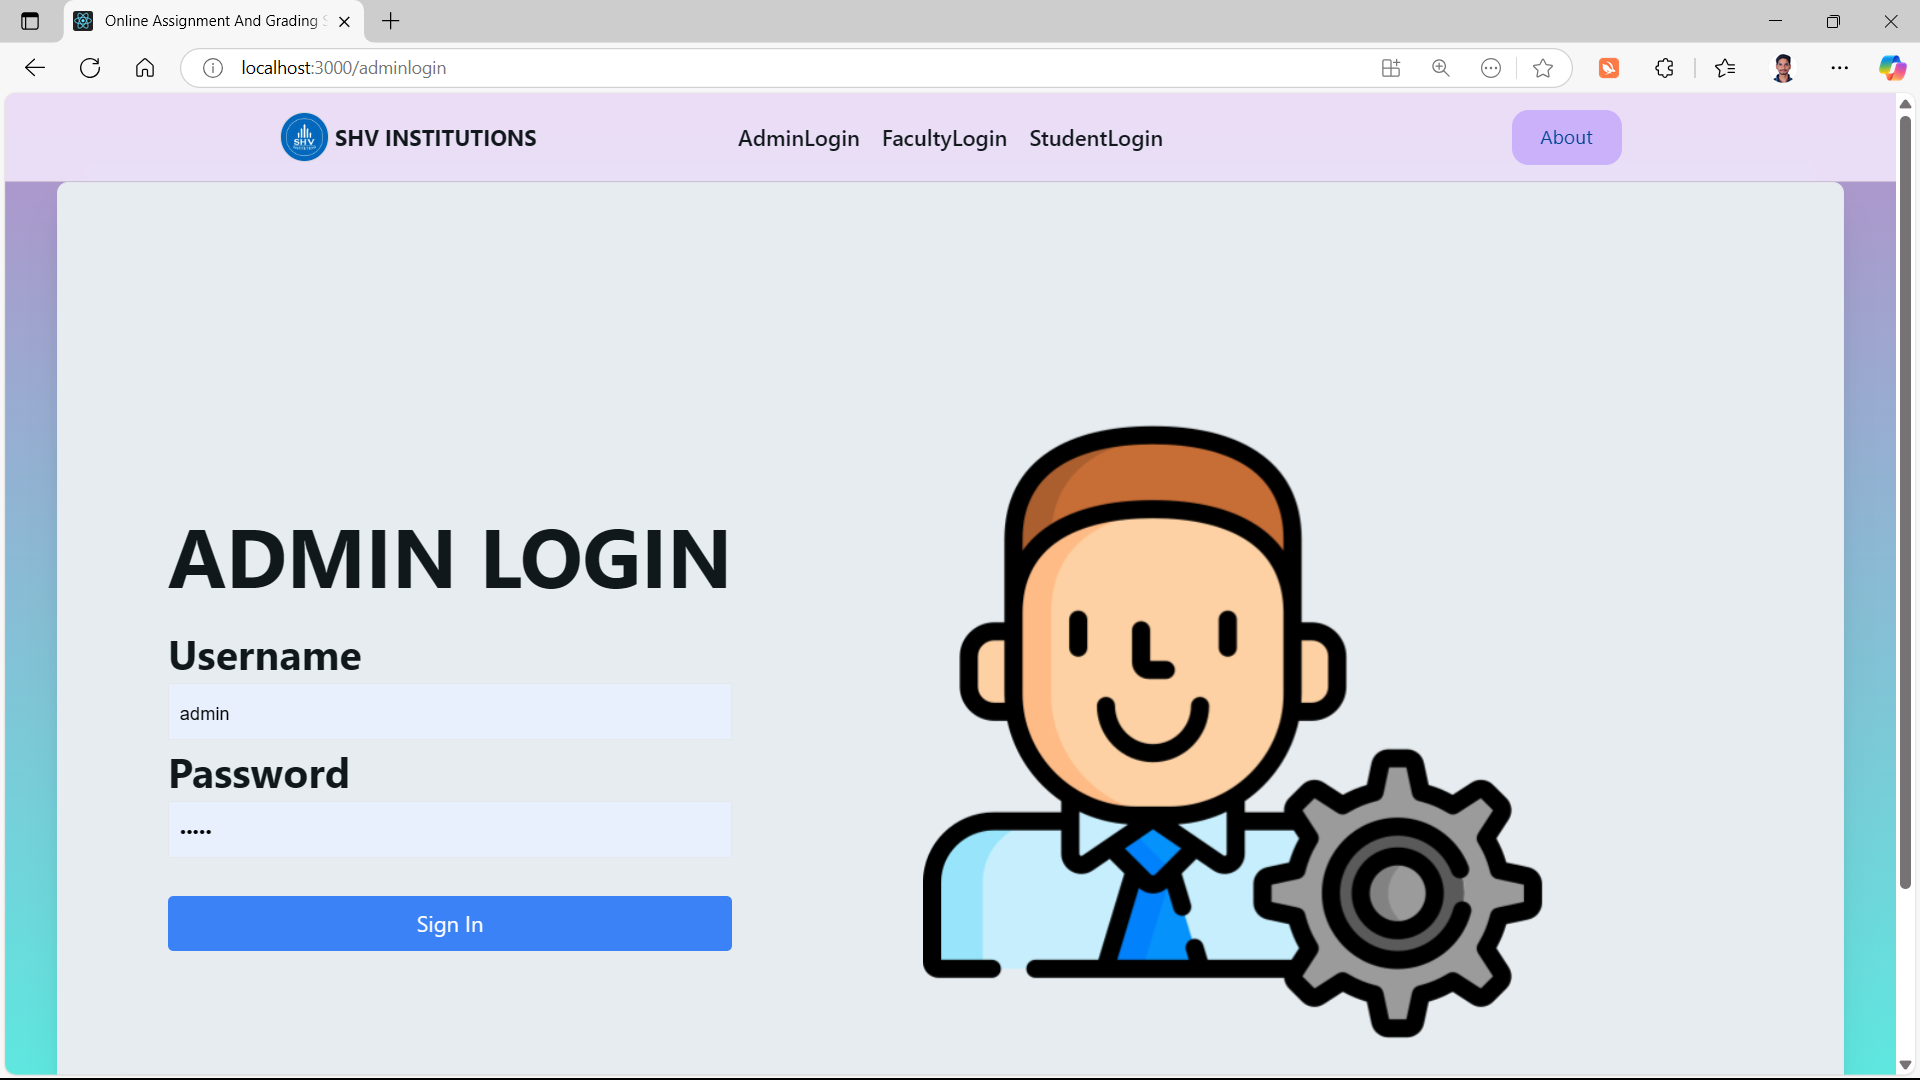 Online Assignment And Grading
localhost:3000/adminlogin
SHV
SHV INSTITUTIONS
AdminLogin FacultyLogin StudentLogin
About
ADMIN LOGIN
Username
admin
Password
•••••
Sign In